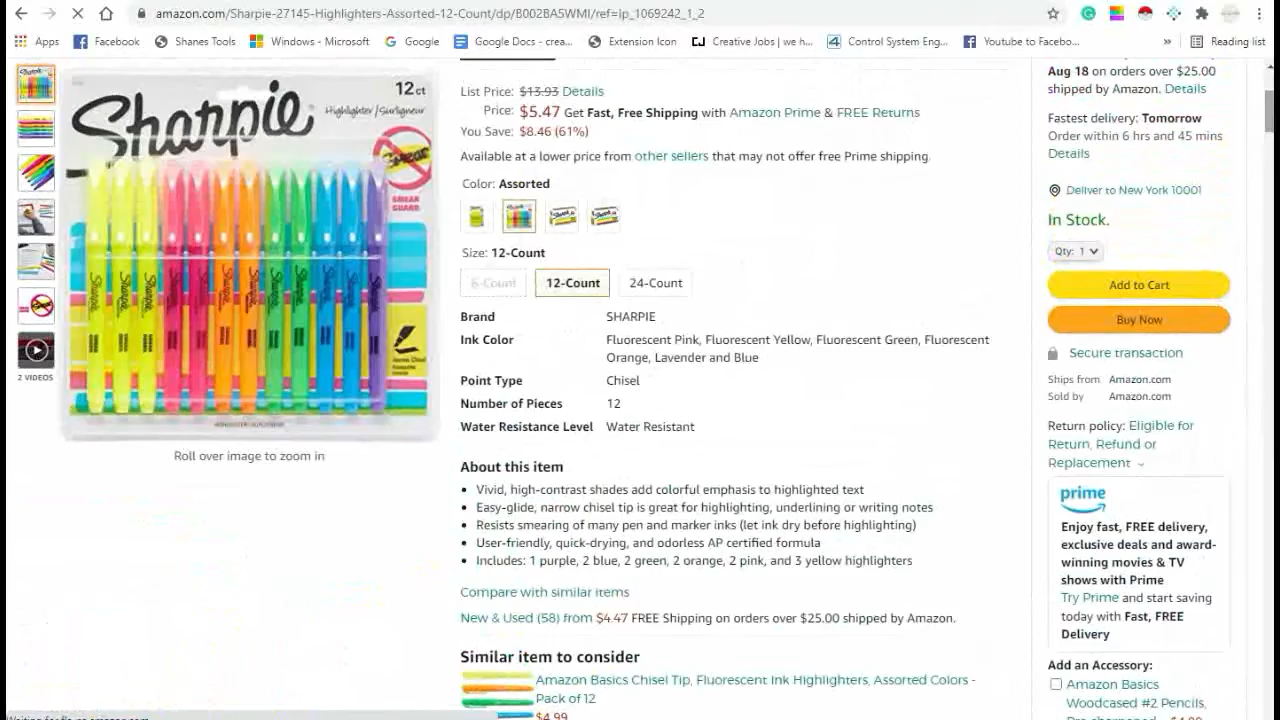 amazon.com/Sharpie-27145-Highlighters-Assorted-12-Count/dp/B002BA5WMI/ref=lp_1069242_1_2
Apps Facebook Shanes Tools Windows - Microsoft Google Google Docs - crea... Extension Icon Creative Jobs | we h... Control System Eng... Youtube to Facebo... » Reading list
Sharpie
12ct
Highlighter/Surligneur
Smear
SMEAR
GUARD
2 VIDEOS
Roll over image to zoom in
List Price: $13.93 Details
Price: $5.47 Get Fast, Free Shipping with Amazon Prime & FREE Returns
You Save: $8.46 (61%)
Available at a lower price from other sellers that may not offer free Prime shipping.
Color: Assorted
Size: 12-Count
6-Count 12-Count 24-Count
Brand SHARPIE
Ink Color Fluorescent Pink, Fluorescent Yellow, Fluorescent Green, Fluorescent
Orange, Lavender and Blue
Point Type Chisel
Number of Pieces 12
Water Resistance Level Water Resistant
About this item
• Vivid, high-contrast shades add colorful emphasis to highlighted text
• Easy-glide, narrow chisel tip is great for highlighting, underlining or writing notes
• Resists smearing of many pen and marker inks (let ink dry before highlighting)
• User-friendly, quick-drying, and odorless AP certified formula
• Includes: 1 purple, 2 blue, 2 green, 2 orange, 2 pink, and 3 yellow highlighters
Compare with similar items
New & Used (58) from $4.47 FREE Shipping on orders over $25.00 shipped by Amazon.
Similar item to consider
Amazon Basics Chisel Tip, Fluorescent Ink Highlighters, Assorted Colors -
Pack of 12
$4.99
Aug 18 on orders over $25.00
shipped by Amazon. Details
Fastest delivery: Tomorrow
Order within 6 hrs and 45 mins
Details
Deliver to New York 10001
In Stock.
Qty: 1
Add to Cart
Buy Now
Secure transaction
Ships from Amazon.com
Sold by Amazon.com
Return policy: Eligible for
Return, Refund or
Replacement
prime
Enjoy fast, FREE delivery,
exclusive deals and award-
winning movies & TV
shows with Prime
Try Prime and start saving
today with Fast, FREE
Delivery
Add an Accessory:
Amazon Basics
Woodcased #2 Pencils,